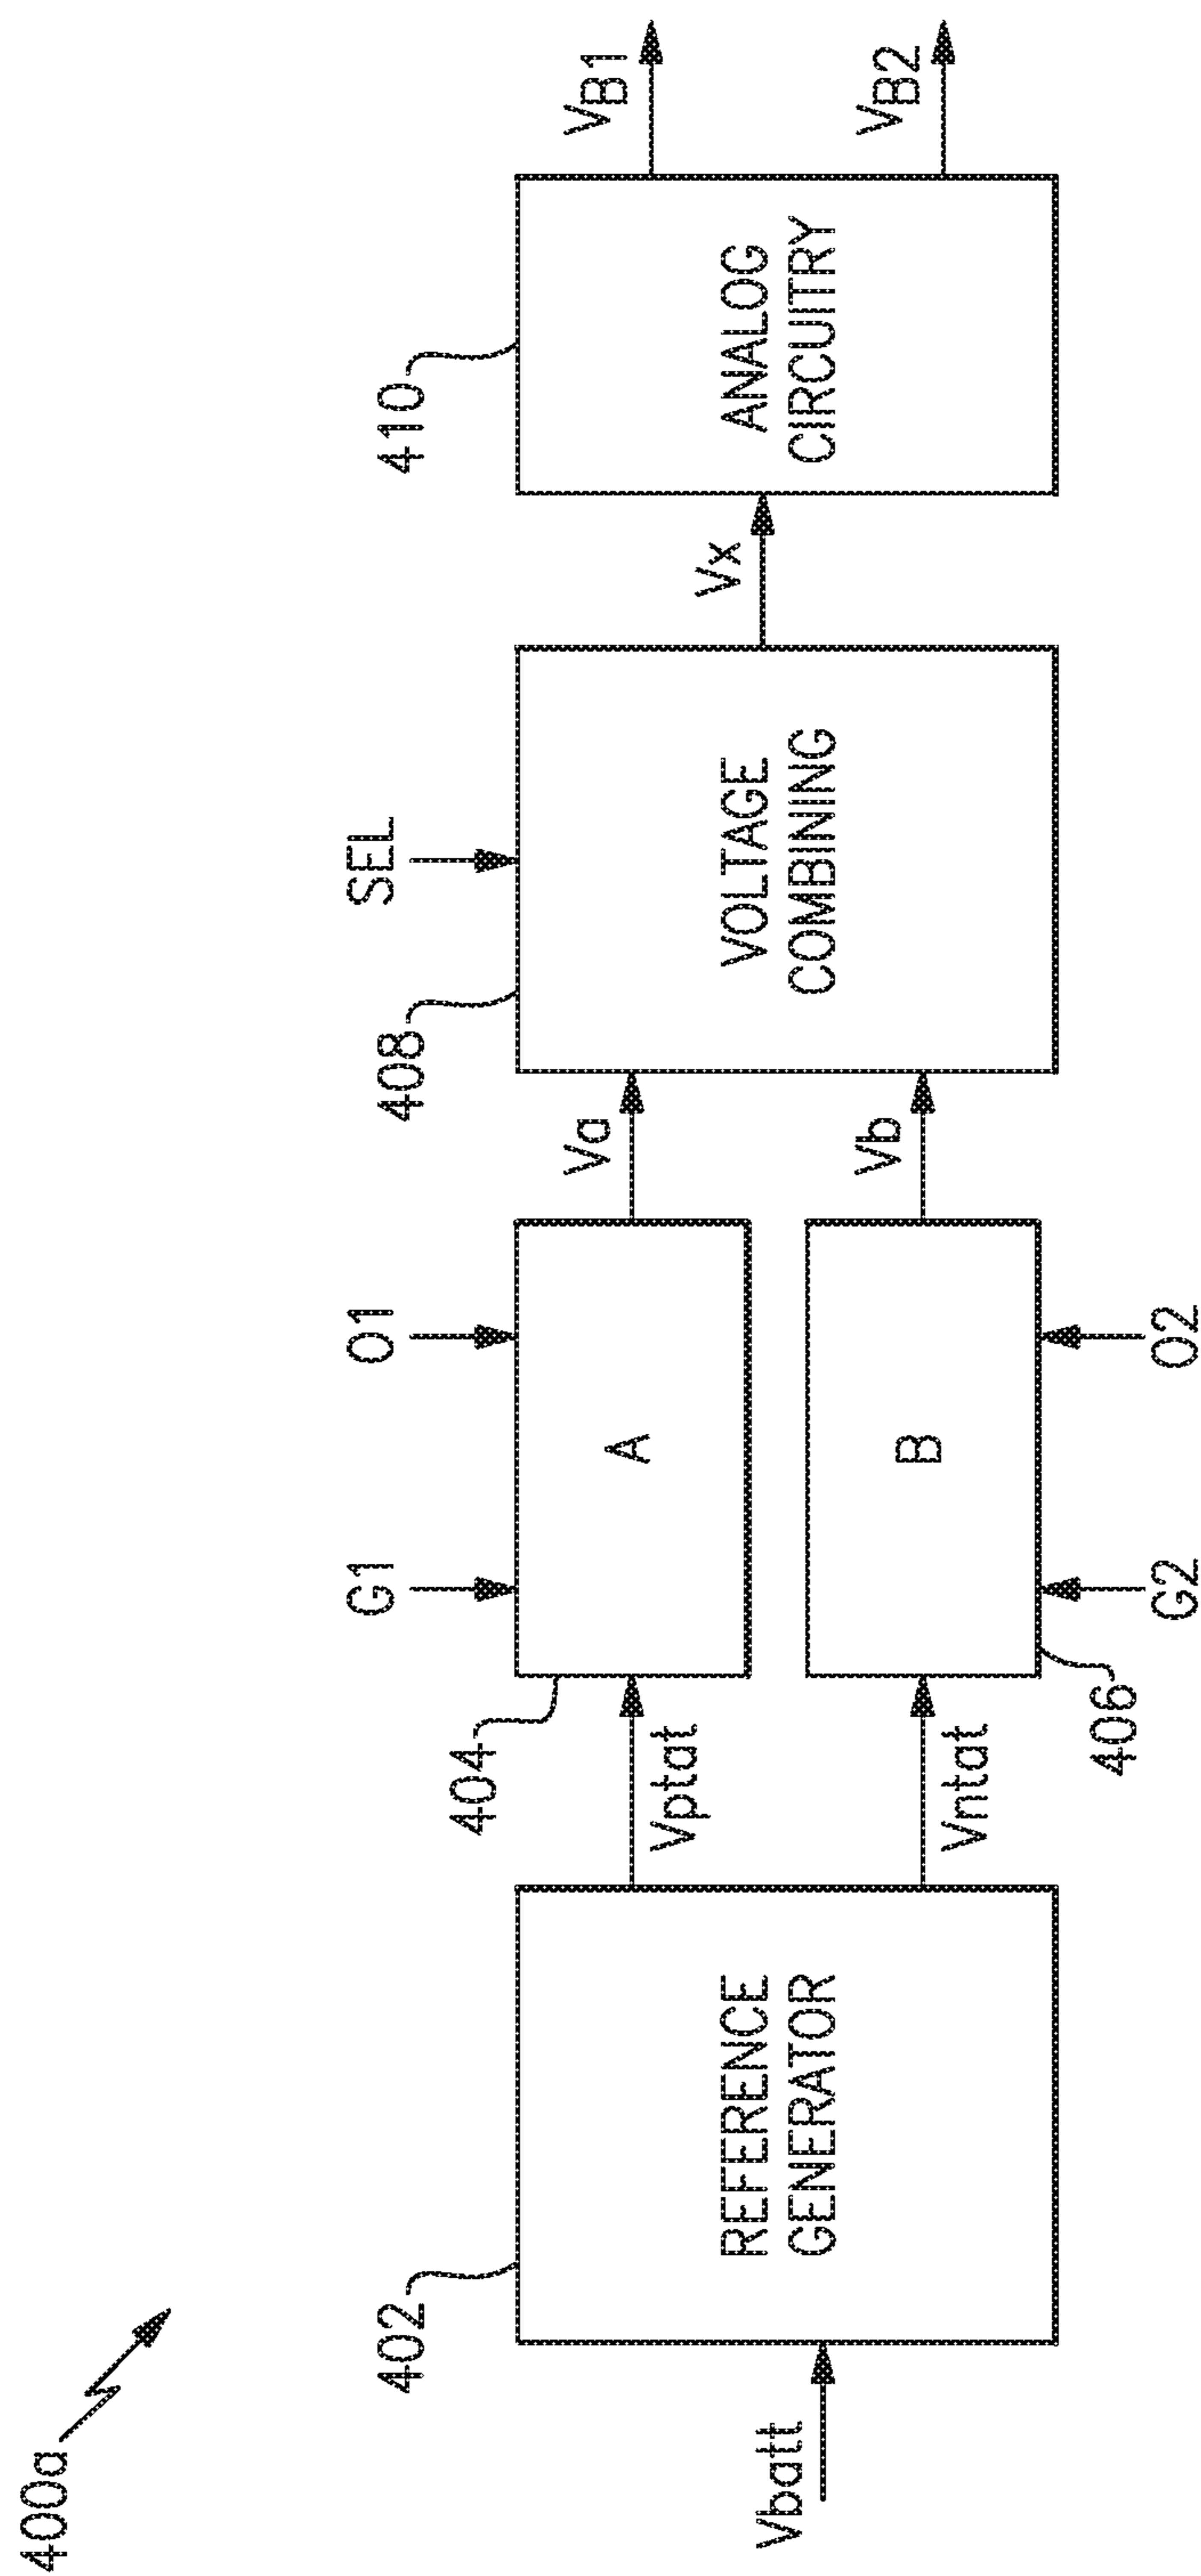 400a
Vbatt
402
REFERENCE
GENERATOR
Vptat
Vntat
404
G1
O1
A
B
G2
O2
406
Va
Vb
408
SEL
VOLTAGE
COMBINING
Vx
410
ANALOG
CIRCUITRY
VB1
VB2